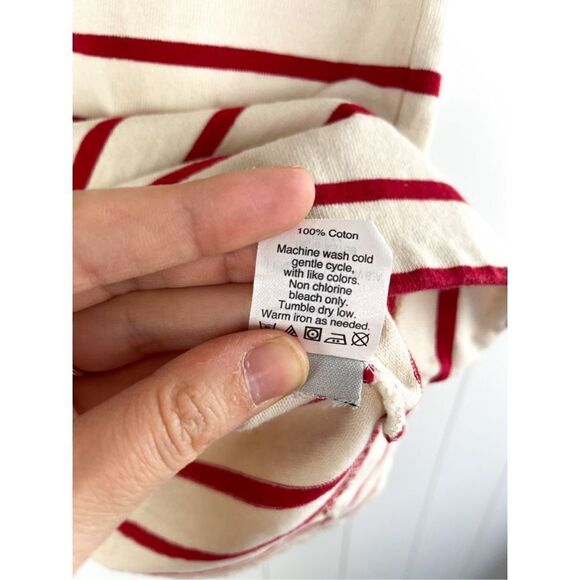 100% Coton
Machine wash cold
gentle cycle,
with like colors.
Non chlorine
bleach only.
Tumble dry low.
Warm iron as needed.